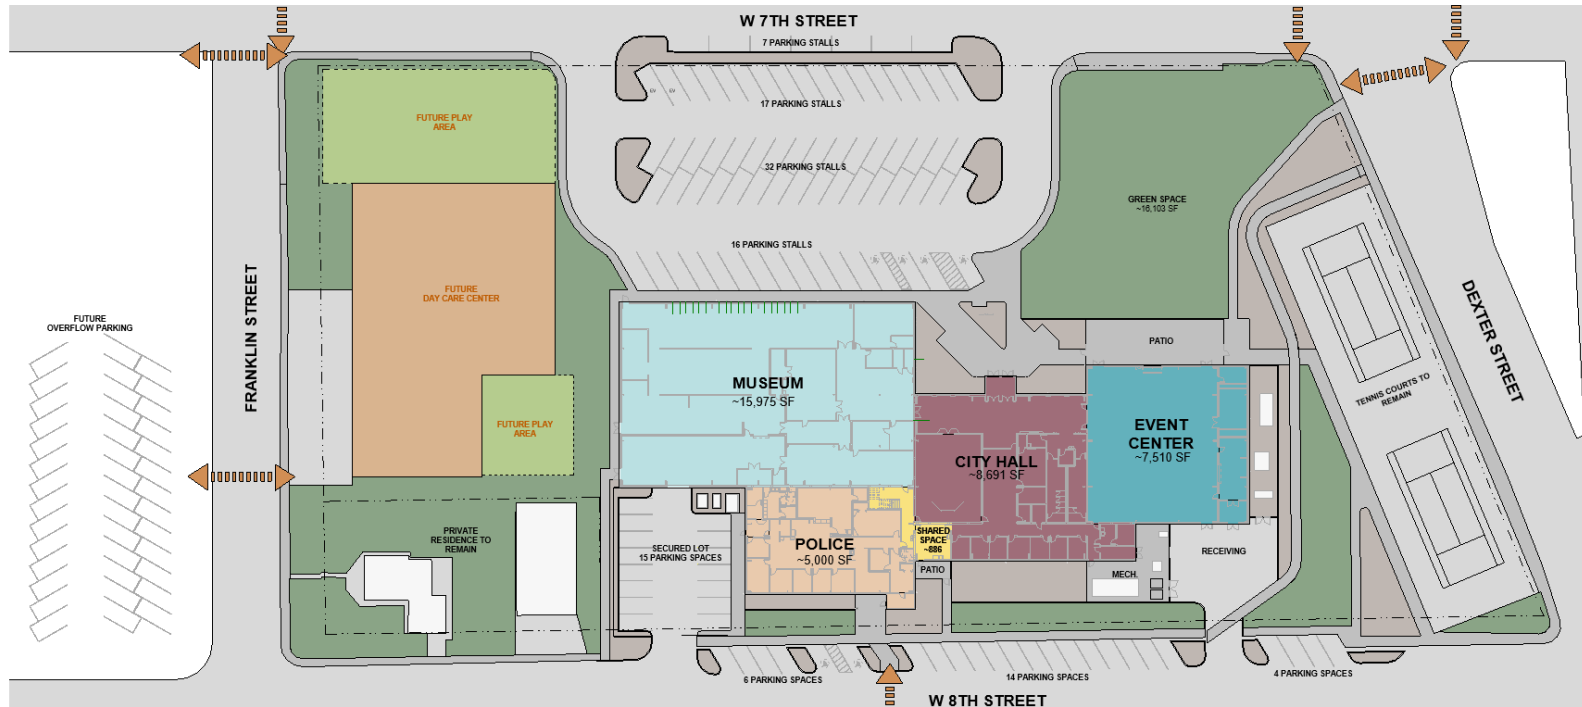 W 7TH STREET
7 PARKING STALLS
17 PARKING STALLS
32 PARKING STALLS
16 PARKING STALLS
FUTURE PLAY
AREA
FUTURE
DAY CARE CENTER
FUTURE PLAY
AREA
FUTURE
OVERFLOW PARKING
FRANKLIN STREET
GREEN SPACE
~16,103 SF
PATIO
DEXTER STREET
TENNIS COURTS TO
REMAIN
MUSEUM
~15,975 SF
CITY HALL
~8,691 SF
EVENT
CENTER
~7,510 SF
PRIVATE
RESIDENCE TO
REMAIN
SECURED LOT
15 PARKING SPACES
POLICE
~5,000 SF
SHARED
SPACE
~886
PATIO
MECH.
RECEIVING
6 PARKING SPACES
14 PARKING SPACES
4 PARKING SPACES
W 8TH STREET